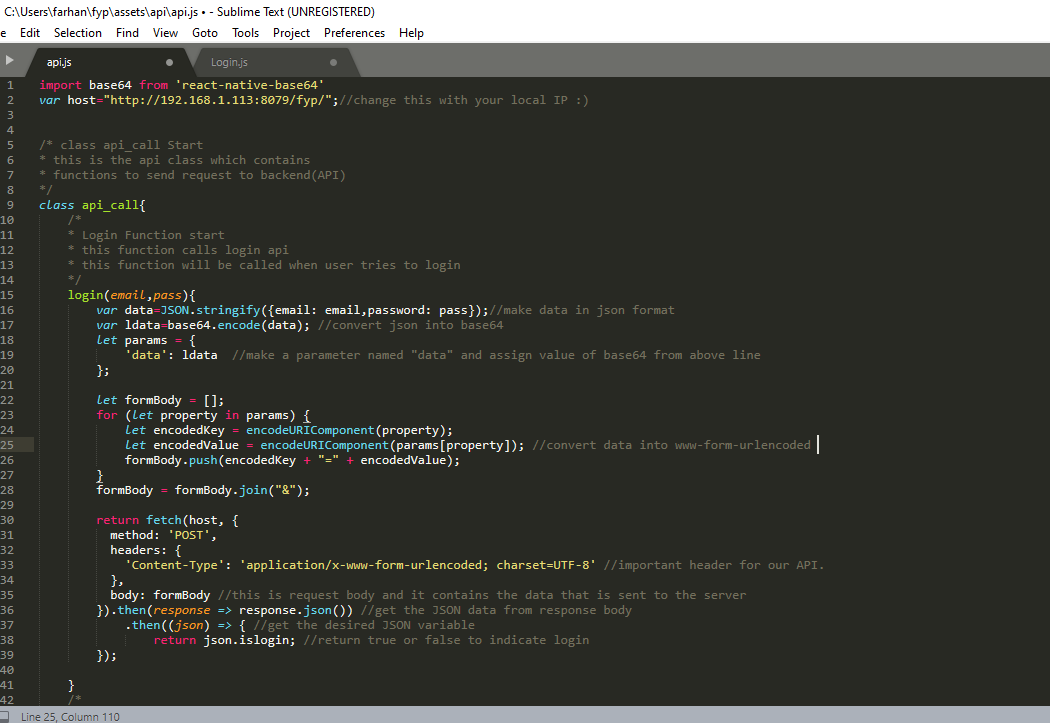 C:\Users\farhan\fyp\assets\api\api.js • - Sublime Text (UNREGISTERED)
e Edit Selection Find View Goto Tools Project Preferences Help
api.js Login.js
1 import base64 from 'react-native-base64'
2 var host="http://192.168.1.113:8079/fyp/";//change this with your local IP :)
3
4
5 /* class api_call Start
6 * this is the api class which contains
7 * functions to send request to backend(API)
8 */
9 class api_call{
10 /*
11 * Login Function start
12 * this function calls login api
13 * this function will be called when user tries to login
14 */
15 login(email,pass){
16 var data=JSON.stringify({email: email,password: pass});//make data in json format
17 var ldata=base64.encode(data); //convert json into base64
18 let params = {
19 'data': ldata //make a parameter named "data" and assign value of base64 from above line
20 };
21
22 let formBody = [];
23 for (let property in params) {
24 let encodedKey = encodeURIComponent(property);
25 let encodedValue = encodeURIComponent(params[property]); //convert data into www-form-urlencoded
26 formBody.push(encodedKey + "=" + encodedValue);
27 }
28 formBody = formBody.join("&");
29
30 return fetch(host, {
31 method: 'POST',
32 headers: {
33 'Content-Type': 'application/x-www-form-urlencoded; charset=UTF-8' //important header for our API.
34 },
35 body: formBody //this is request body and it contains the data that is sent to the server
36 }).then(response => response.json()) //get the JSON data from response body
37 .then((json) => { //get the desired JSON variable
38 return json.islogin; //return true or false to indicate login
39 });
40
41 }
42 /*
Line 25, Column 110